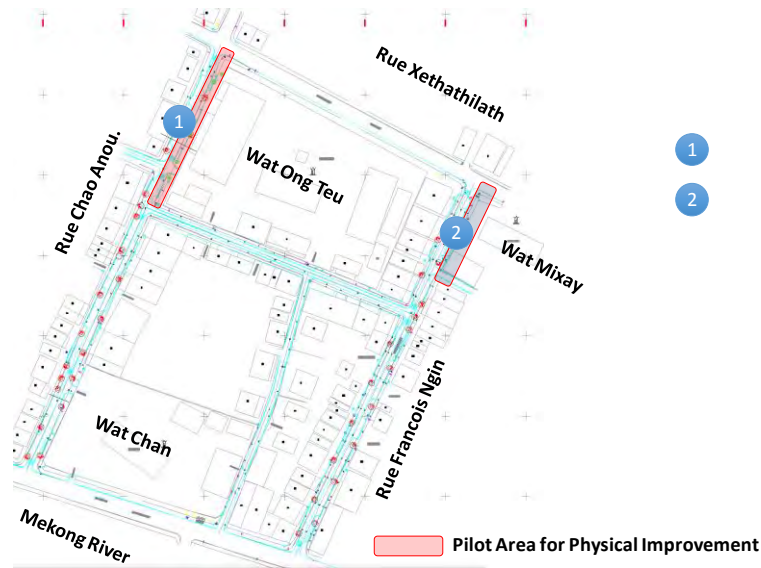 Rue Xethathilath
1
1
Wat Ong Teu
2
Rue Chao Anou.
2
Wat Mixay
Rue Francois Ngin
Wat Chan
Mekong River
Pilot Area for Physical Improvement